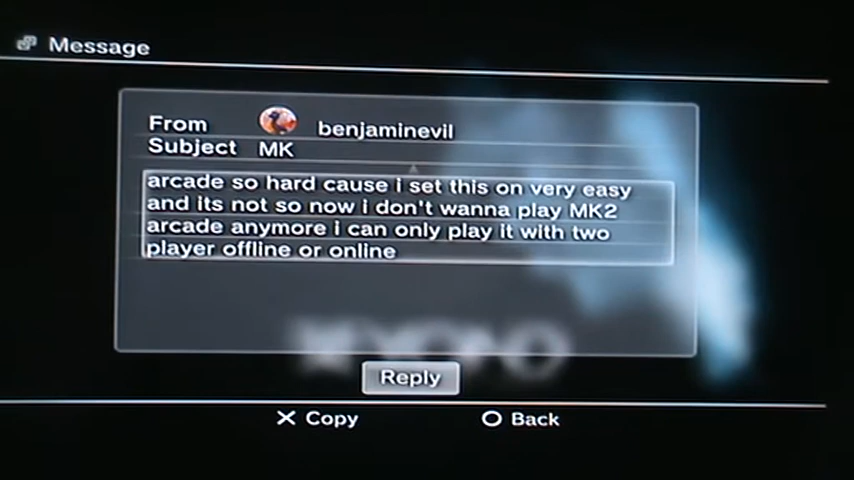 Message
From benjaminevil
Subject MK
arcade so hard cause i set this on very easy
and its not so now i don't wanna play MK2
arcade anymore i can only play it with two
player offline or online
Reply
Copy
Back